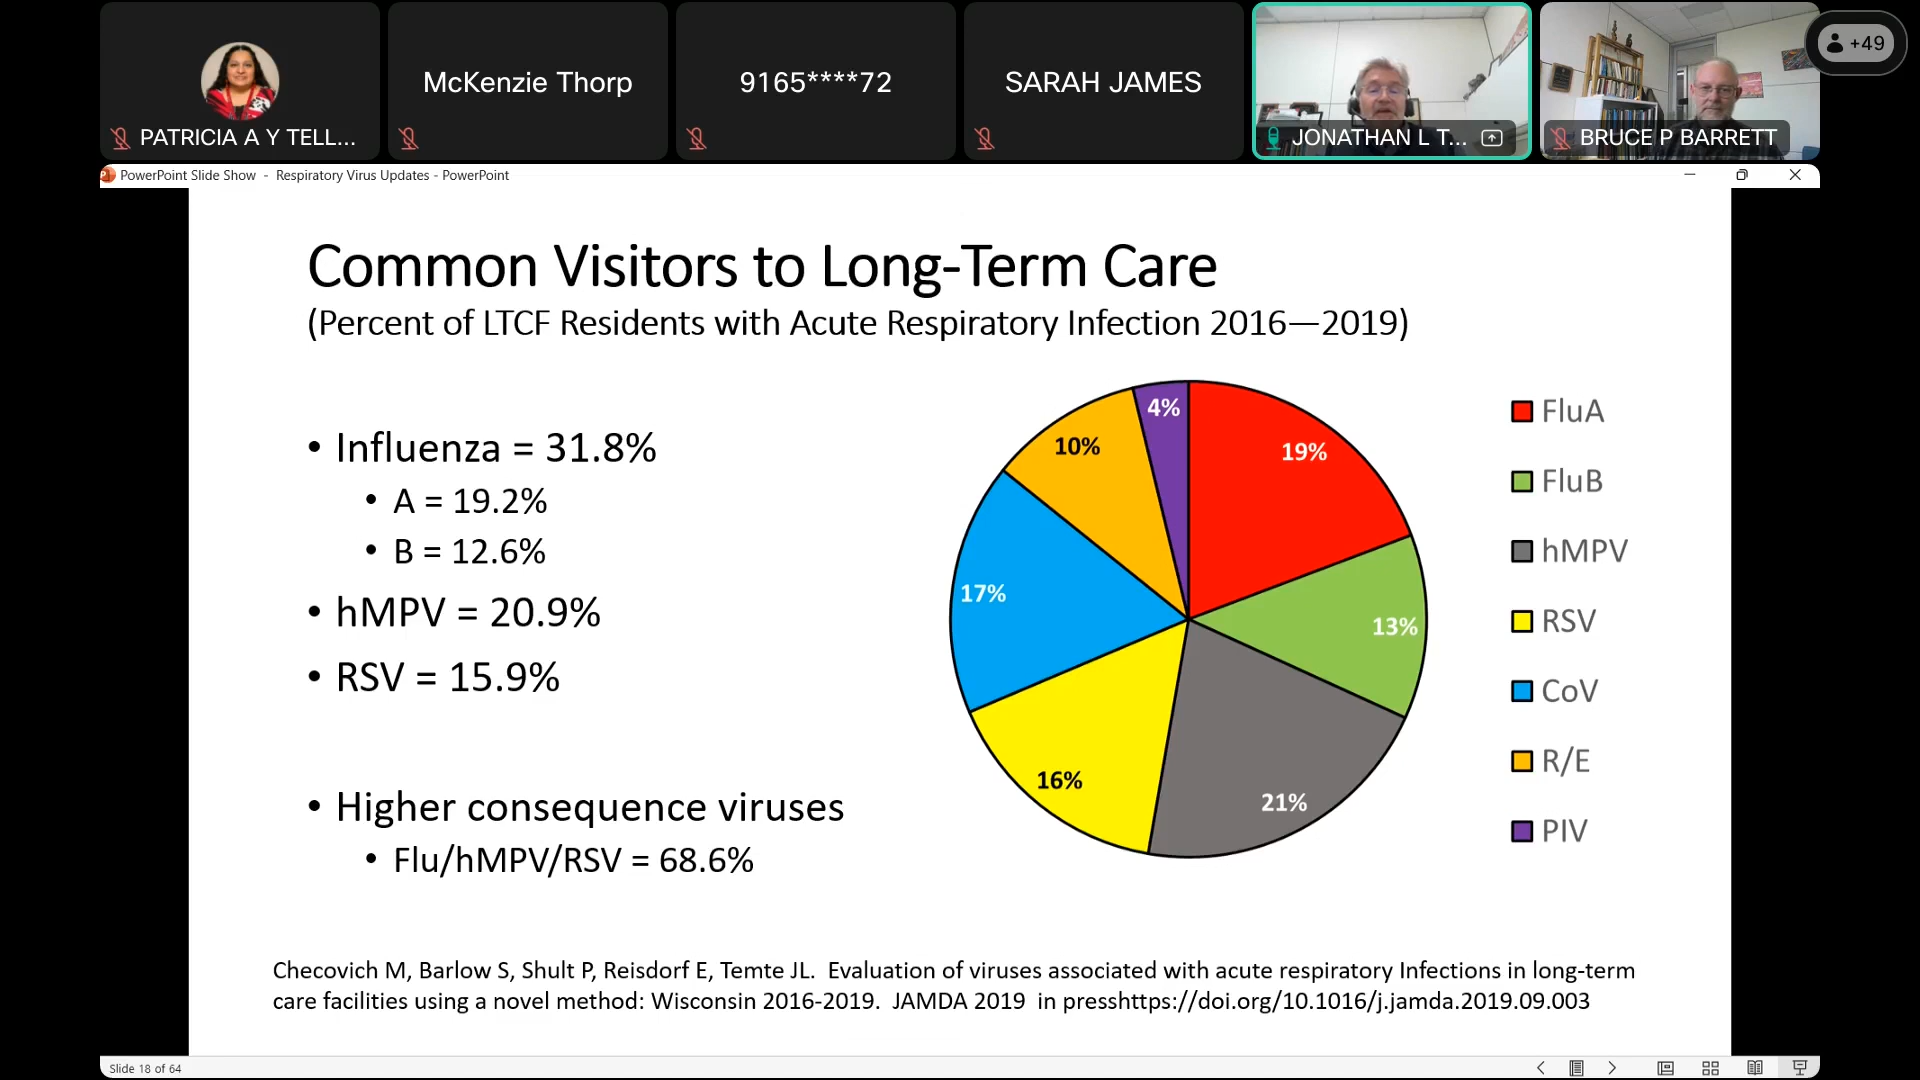 PATRICIA A Y TELL...
McKenzie Thorp
9165****72
SARAH JAMES
JONATHAN L T...
BRUCE P BARRETT
+49
PowerPoint Slide Show - Respiratory Virus Updates - PowerPoint
Common Visitors to Long-Term Care
(Percent of LTCF Residents with Acute Respiratory Infection 2016—2019)
• Influenza = 31.8%
• A = 19.2%
• B = 12.6%
• hMPV = 20.9%
• RSV = 15.9%
• Higher consequence viruses
• Flu/hMPV/RSV = 68.6%
4%
19%
10%
13%
17%
16%
21%
FluA
FluB
hMPV
RSV
CoV
R/E
PIV
Checovich M, Barlow S, Shult P, Reisdorf E, Temte JL. Evaluation of viruses associated with acute respiratory Infections in long-term
care facilities using a novel method: Wisconsin 2016-2019. JAMDA 2019 in presshttps://doi.org/10.1016/j.jamda.2019.09.003
Slide 18 of 64